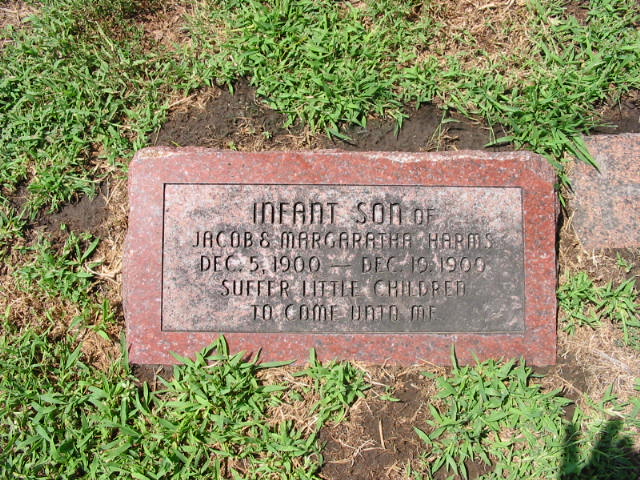 INFANT SON OF
JACOB & MARGARATHA HARMS
DEC. 5, 1900 — DEC. 19, 1900
SUFFER LITTLE CHILDREN
TO COME UNTO ME